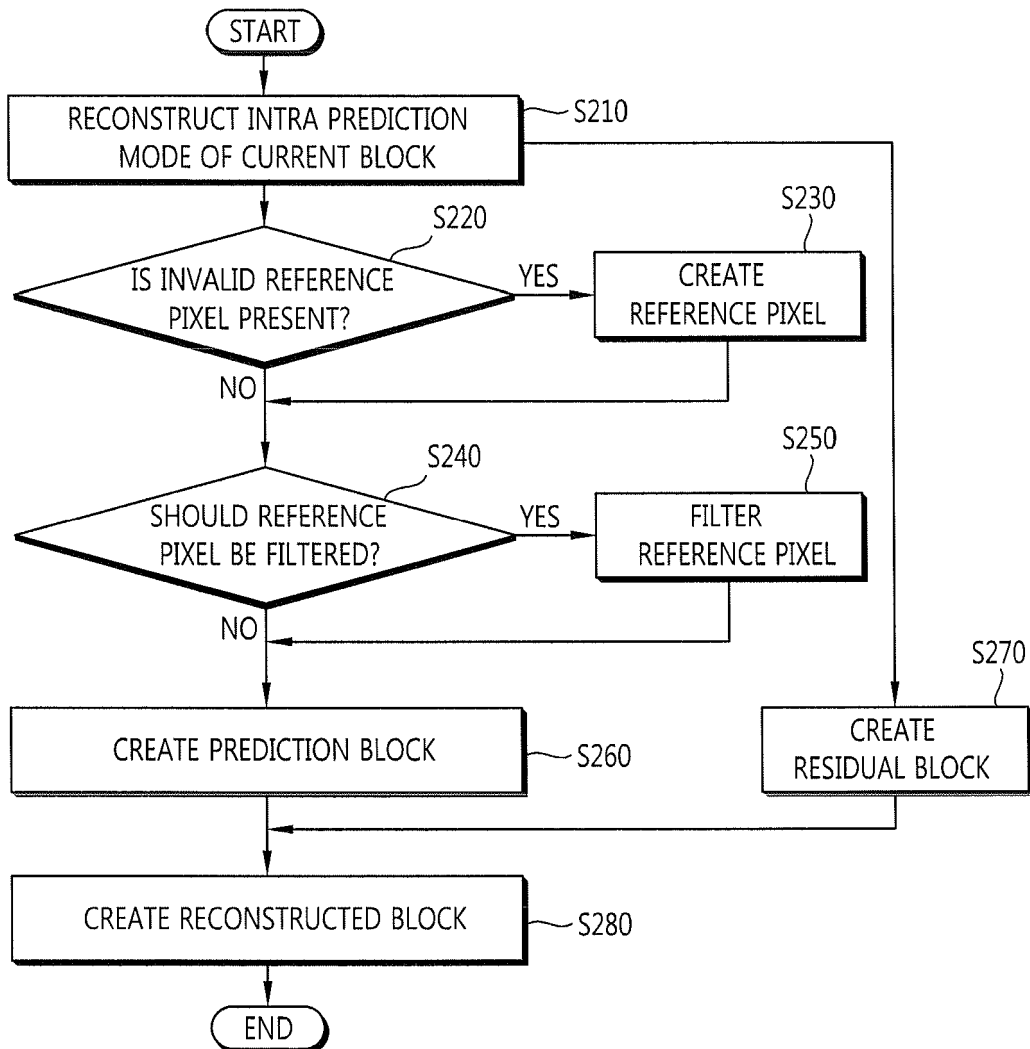 START
RECONSTRUCT INTRA PREDICTION
MODE OF CURRENT BLOCK
S210
S220
IS INVALID REFERENCE
PIXEL PRESENT?
YES
S230
CREATE
REFERENCE PIXEL
NO
S240
SHOULD REFERENCE
PIXEL BE FILTERED?
YES
S250
FILTER
REFERENCE PIXEL
NO
CREATE PREDICTION BLOCK
S260
S270
CREATE
RESIDUAL BLOCK
CREATE RECONSTRUCTED BLOCK
S280
END